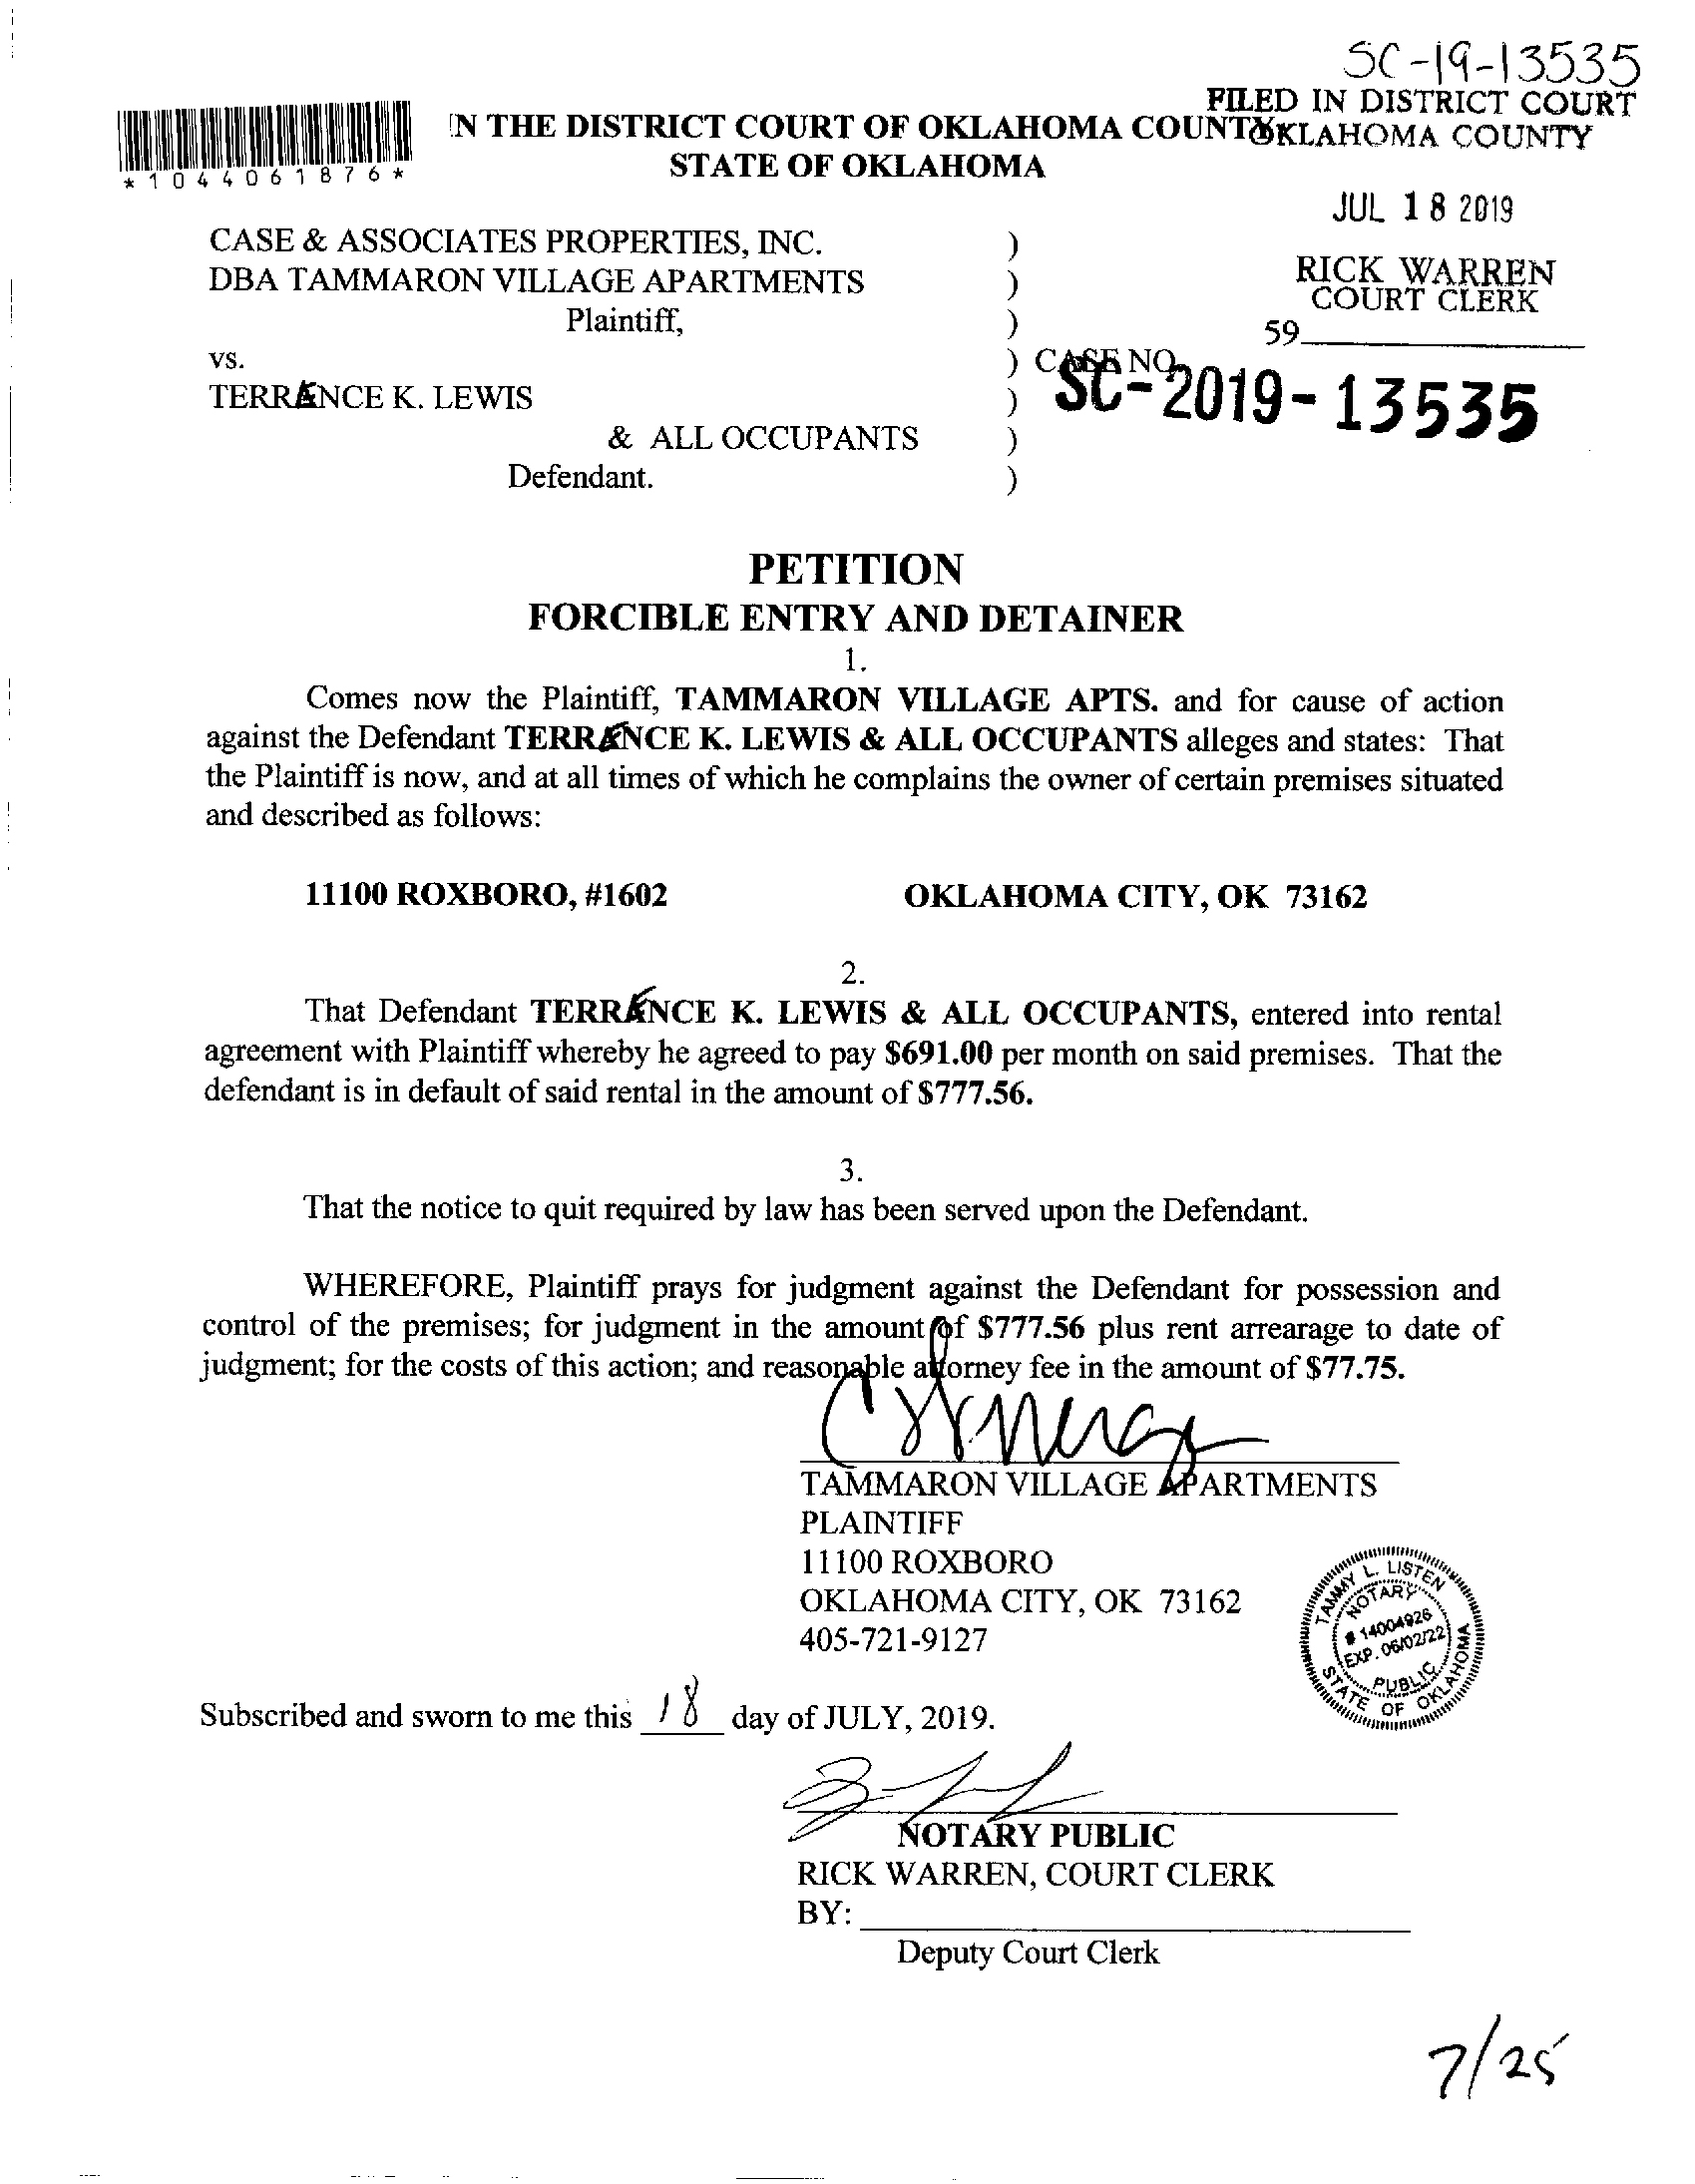 SC-19-13535
FILED IN DISTRICT COURT
OKLAHOMA COUNTY
IN THE DISTRICT COURT OF OKLAHOMA COUNTY
STATE OF OKLAHOMA
*1044061876*
JUL 18 2019
CASE & ASSOCIATES PROPERTIES, INC. )
DBA TAMMARON VILLAGE APARTMENTS )
RICK WARREN
COURT CLERK
Plaintiff, )
59
vs. ) CASE NO.
SC-2019-13535
TERRENCE K. LEWIS )
& ALL OCCUPANTS )
Defendant. )
PETITION
FORCIBLE ENTRY AND DETAINER
1.
Comes now the Plaintiff, TAMMARON VILLAGE APTS. and for cause of action
against the Defendant TERRENCE K. LEWIS & ALL OCCUPANTS alleges and states: That
the Plaintiff is now, and at all times of which he complains the owner of certain premises situated
and described as follows:
11100 ROXBORO, #1602 OKLAHOMA CITY, OK 73162
2.
That Defendant TERRENCE K. LEWIS & ALL OCCUPANTS, entered into rental
agreement with Plaintiff whereby he agreed to pay $691.00 per month on said premises. That the
defendant is in default of said rental in the amount of $777.56.
3.
That the notice to quit required by law has been served upon the Defendant.
WHEREFORE, Plaintiff prays for judgment against the Defendant for possession and
control of the premises; for judgment in the amount of $777.56 plus rent arrearage to date of
judgment; for the costs of this action; and reasonable attorney fee in the amount of $77.75.
TAMMARON VILLAGE APARTMENTS
PLAINTIFF
11100 ROXBORO
OKLAHOMA CITY, OK 73162
405-721-9127
TAMMY L. LISTEN
NOTARY
# 14004926
EXP. 06/02/22
PUBLIC
STATE OF OKLAHOMA
Subscribed and sworn to me this 18 day of JULY, 2019.
NOTARY PUBLIC
RICK WARREN, COURT CLERK
BY:
Deputy Court Clerk
7/25